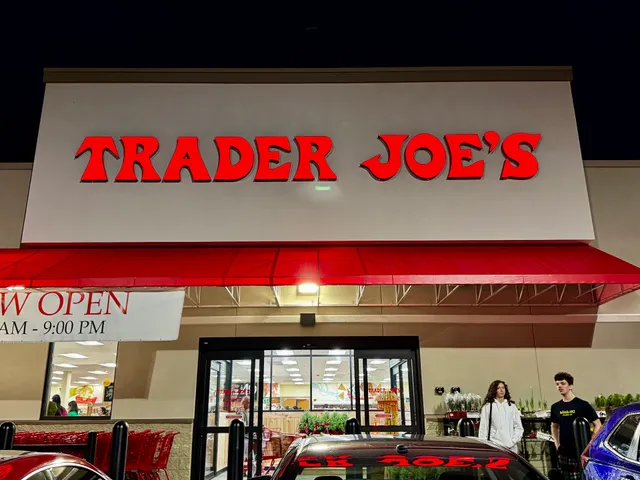 TRADER JOE'S
W OPEN
AM - 9:00 PM